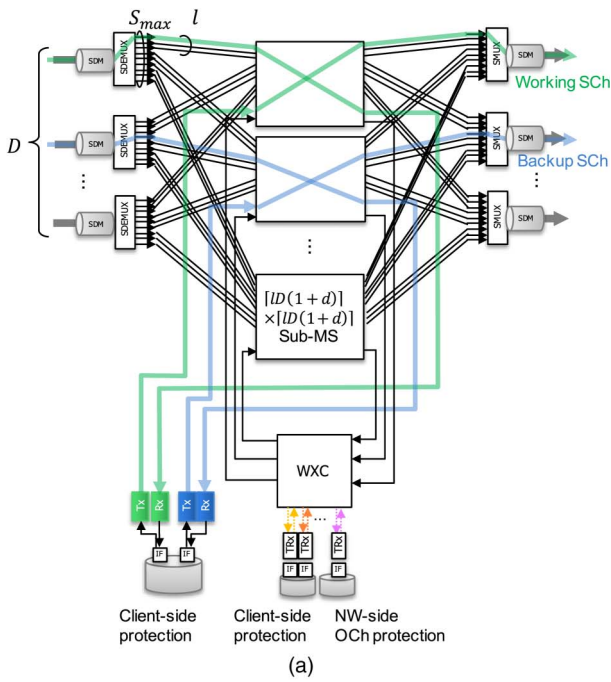 S_max l
SDM SDEMUX SMUX SDM
Working SCh
D
SDM SDEMUX SMUX SDM
Backup SCh
⋮ ⋮
SDM SDEMUX SMUX SDM
⋮
⌈lD(1+d)⌉
×⌈lD(1+d)⌉
Sub-MS
WXC
Tx Rx Tx Rx
...
TRx TRx TRx
IF IF IF IF IF
Client-side
protection
Client-side
protection
NW-side
OCh protection
(a)